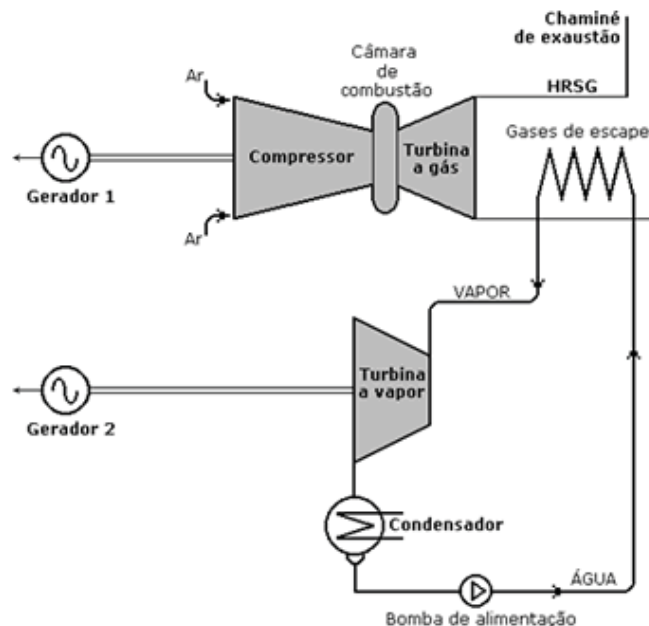 Chaminé
de exaustão
Câmara
de
combustão
Ar
HRSG
Gases de escape
Compressor
Turbina
a gás
Gerador 1
Ar
VAPOR
Turbina
a vapor
Gerador 2
Condensador
ÁGUA
Bomba de alimentação